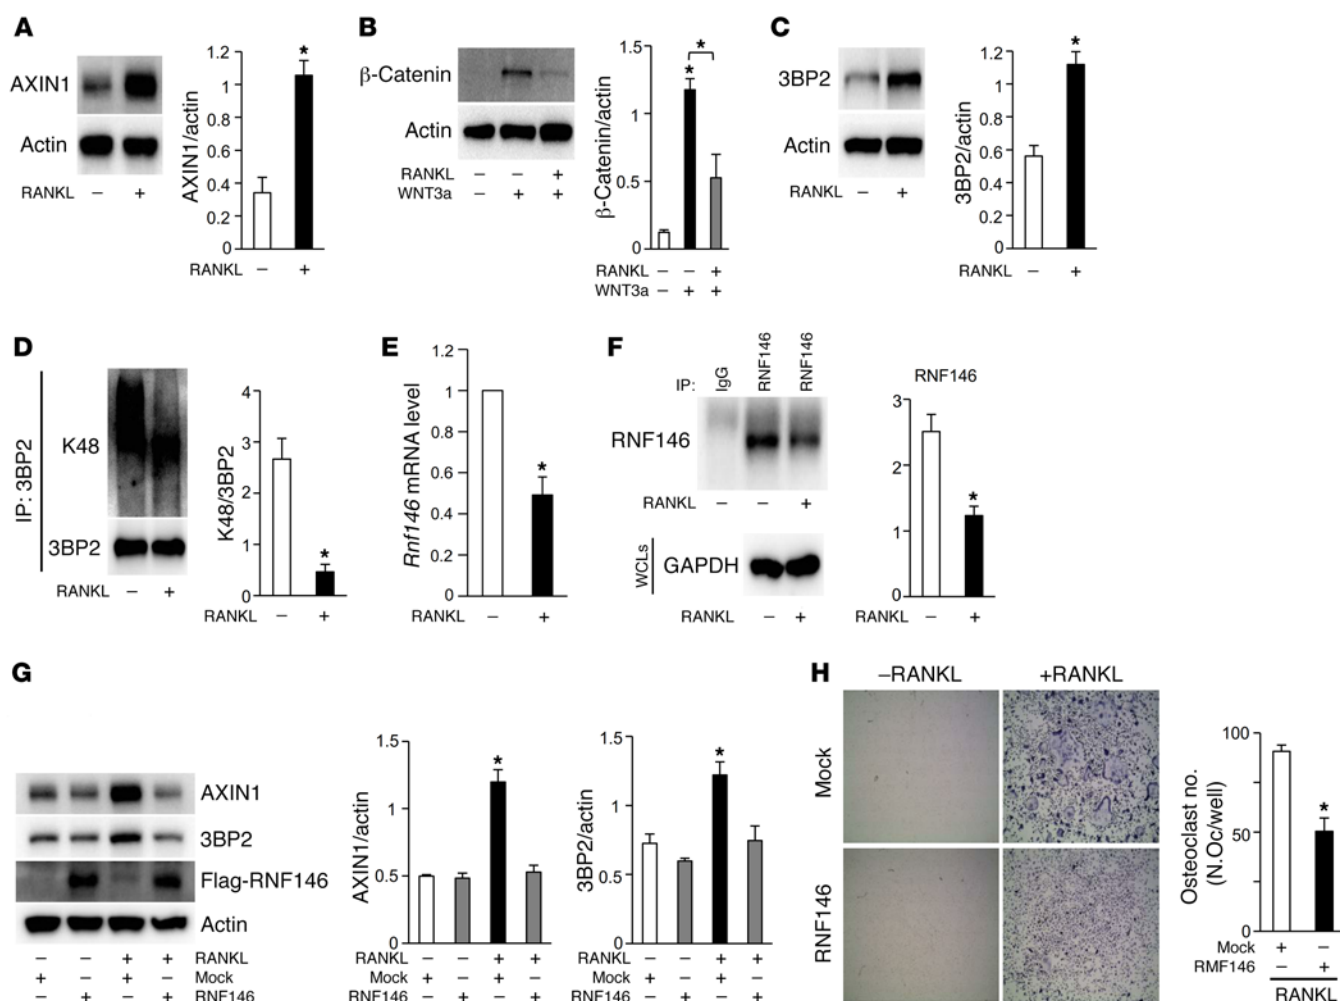 A
AXIN1
Actin
RANKL – +
AXIN1/actin
1.2
1
0.8
0.6
0.4
0.2
0
*
RANKL – +
B
β-Catenin
Actin
RANKL – – +
WNT3a – + +
β-Catenin/actin
1.5
1
0.5
0
*
*
RANKL – – +
WNT3a – + +
C
3BP2
Actin
RANKL – +
3BP2/actin
1.2
1
0.8
0.6
0.4
0.2
0
*
RANKL – +
D
IP: 3BP2
K48
3BP2
RANKL – +
K48/3BP2
4
3
2
1
0
*
RANKL – +
E
Rnf146 mRNA level
1.2
1
0.8
0.6
0.4
0.2
0
*
RANKL – +
F
IP: IgG RNF146 RNF146
RNF146
RANKL – – +
WCLs
GAPDH
RANKL – +
RNF146
3
2
1
0
*
RANKL – +
G
AXIN1
3BP2
Flag-RNF146
Actin
– – + + RANKL
+ – + – Mock
– + – + RNF146
AXIN1/actin
1.5
1
0.5
0
*
RANKL – – + +
Mock + – + –
RNF146 – + – +
3BP2/actin
1.5
1
0.5
0
*
RANKL – – + +
Mock + – + –
RNF146 – + – +
H
–RANKL +RANKL
Mock
RNF146
Osteoclast no.
(N.Oc/well)
100
50
0
*
Mock + –
RMF146 – +
RANKL